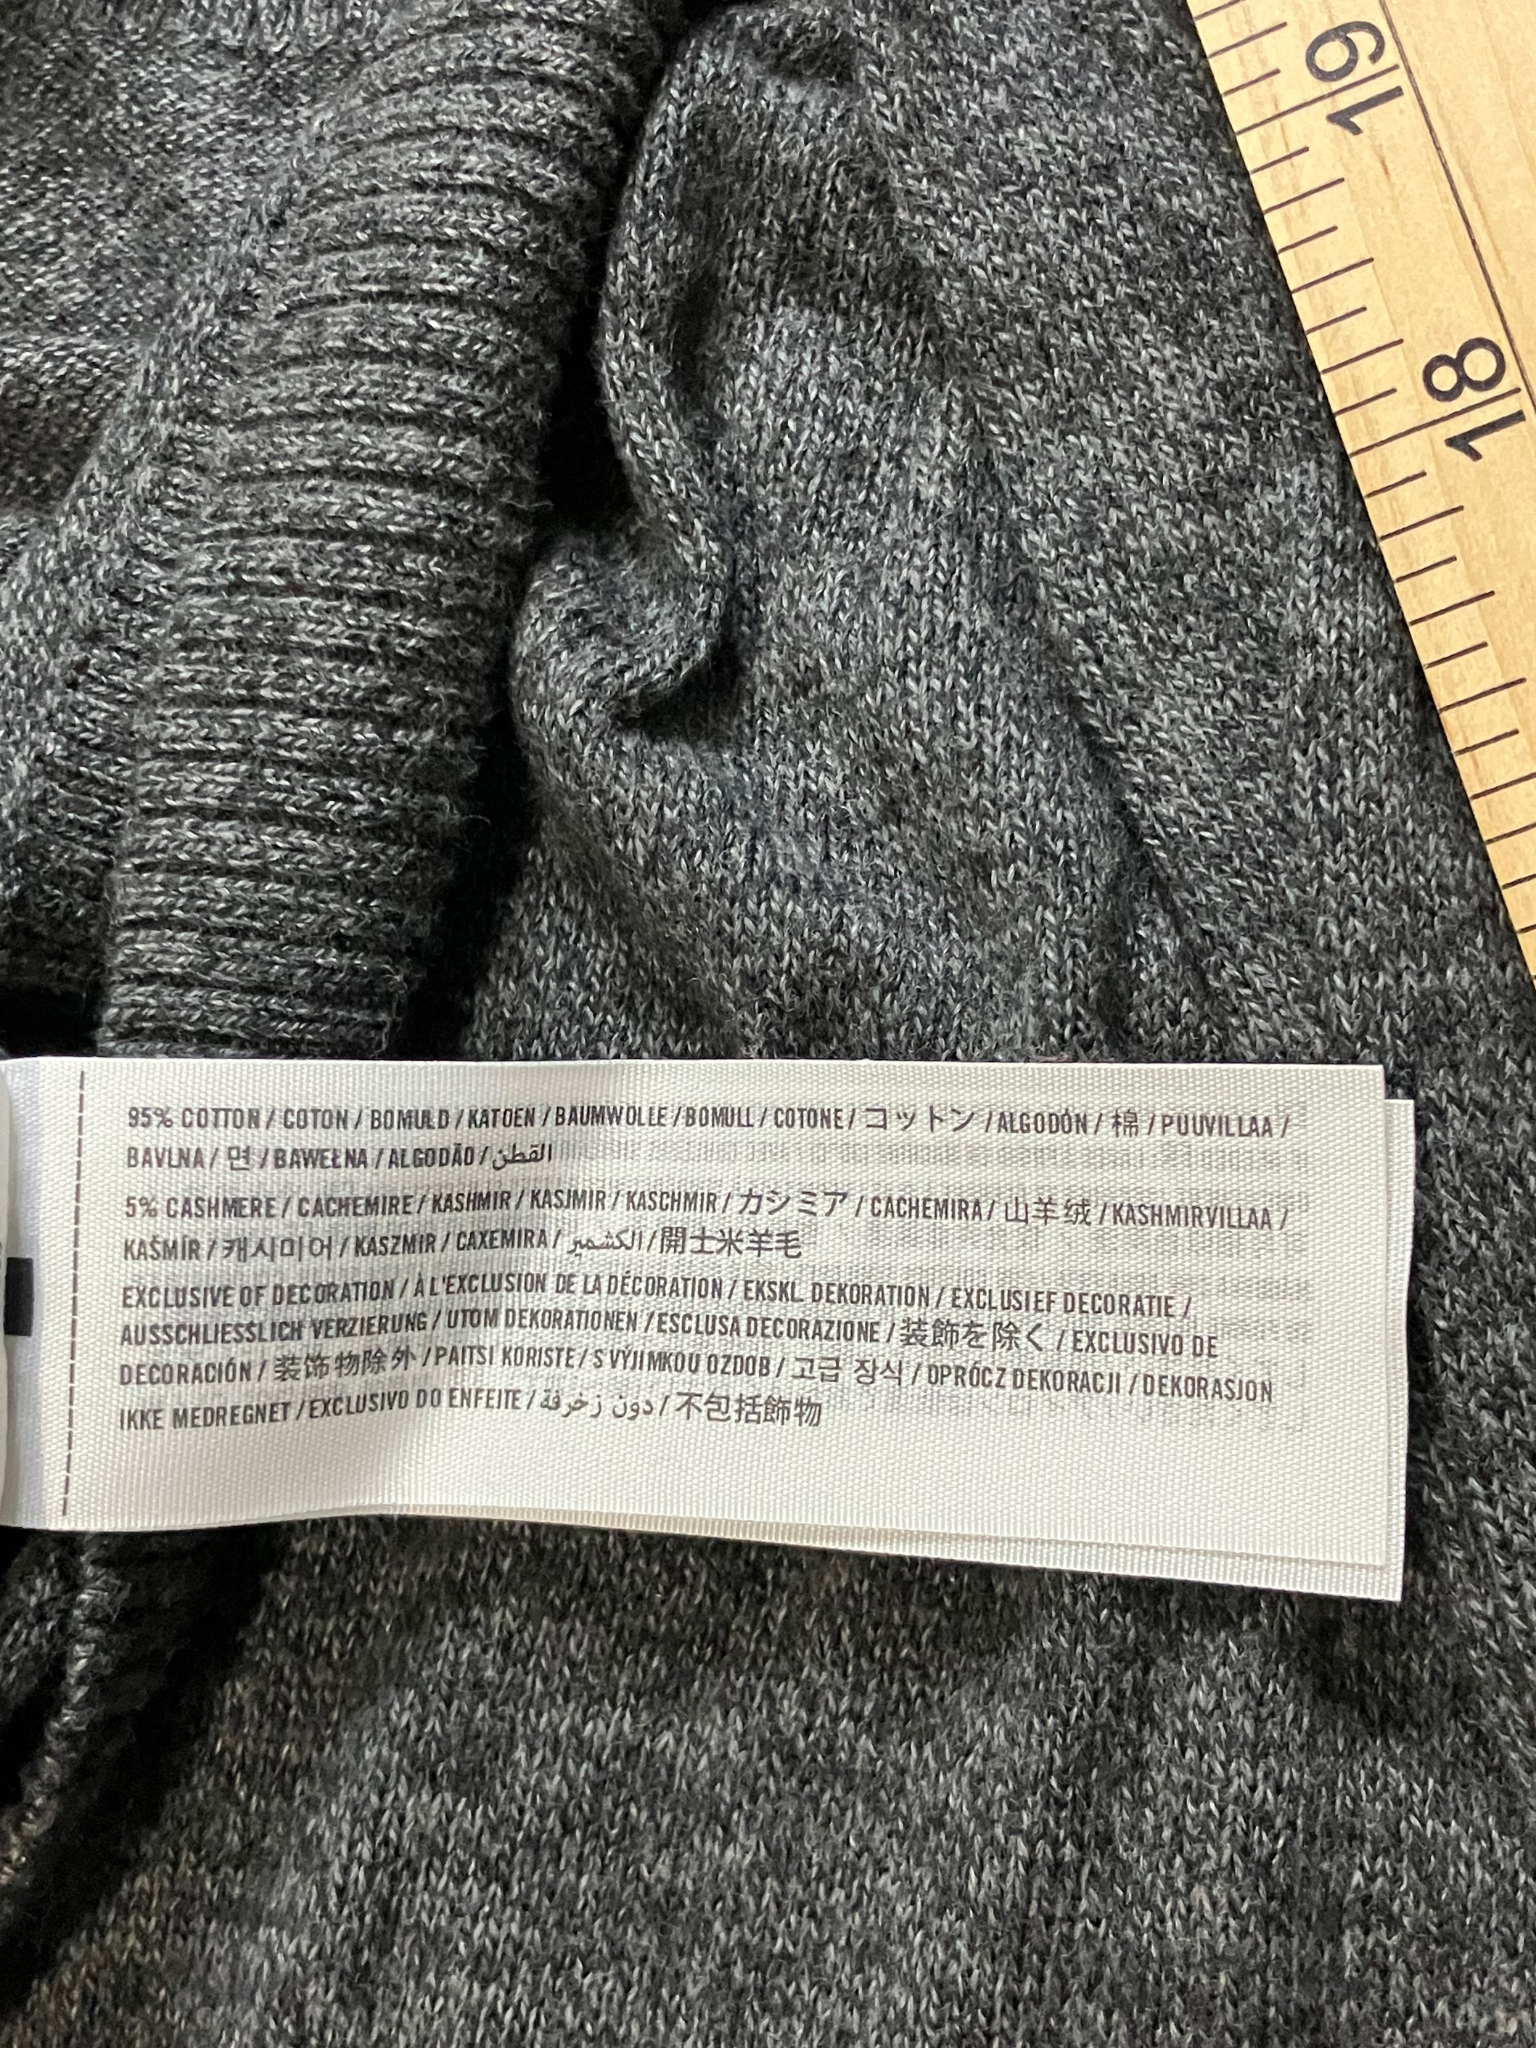 19
18
95% COTTON / COTON / BOMULD / KATOEN / BAUMWOLLE / BOMULL / COTONE / コットン / ALGODÓN / 棉 / PUUVILLAA /
BAVLNA / 면 / BAWEŁNA / ALGODÃO / القطن
5% CASHMERE / CACHEMIRE / KASHMIR / KASJMIR / KASCHMIR / カシミア / CACHEMIRA / 山羊绒 / KASHMIRVILLAA /
KAŠMÍR / 캐시미어 / KASZMIR / CAXEMIRA / الكشمير / 開士米羊毛
EXCLUSIVE OF DECORATION / À L'EXCLUSION DE LA DÉCORATION / EKSKL. DEKORATION / EXCLUSIEF DECORATIE /
AUSSCHLIESSLICH VERZIERUNG / UTOM DEKORATIONEN / ESCLUSA DECORAZIONE / 装飾を除く / EXCLUSIVO DE
DECORACIÓN / 装饰物除外 / PAITSI KORISTE / S VÝJIMKOU OZDOB / 고급 장식 / OPRÓCZ DEKORACJI / DEKORASJON
IKKE MEDREGNET / EXCLUSIVO DO ENFEITE / دون زخرفة / 不包括飾物